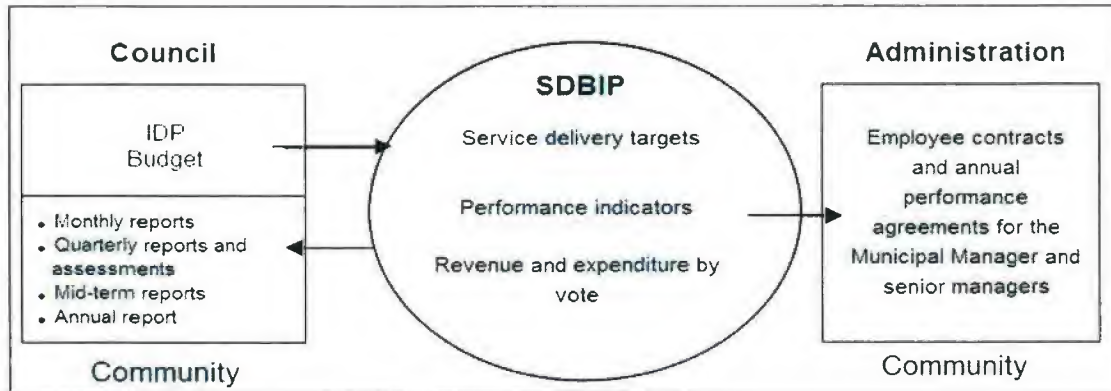 Council
IDP
Budget
• Monthly reports
• Quarterly reports and
assessments
• Mid-term reports
• Annual report
Community
SDBIP
Service delivery targets
Performance indicators
Revenue and expenditure by
vote
Administration
Employee contracts
and annual
performance
agreements for the
Municipal Manager and
senior managers
Community